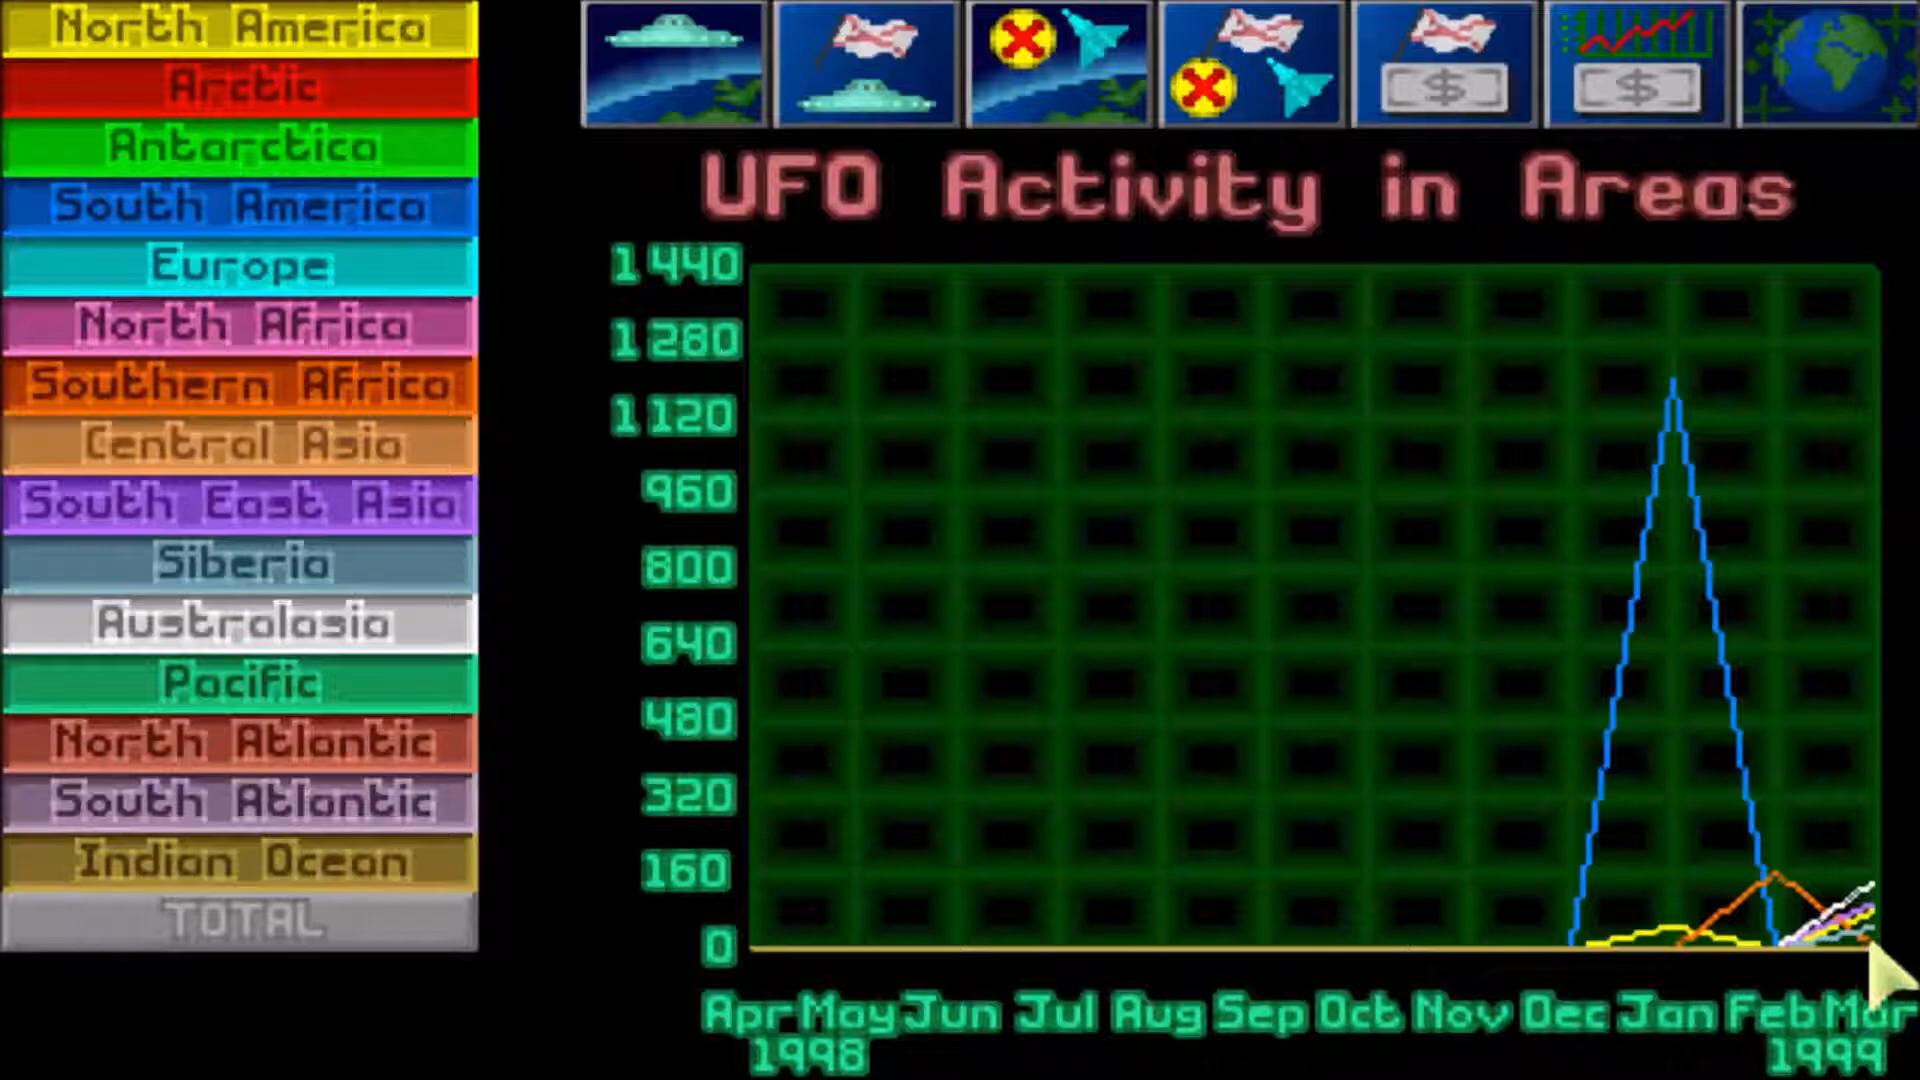 North America
Arctic
Antarctica
South America
Europe
North Africa
Southern Africa
Central Asia
South East Asia
Siberia
Australasia
Pacific
North Atlantic
South Atlantic
Indian Ocean
TOTAL
$ $
UFO Activity in Areas
1440
1280
1120
960
800
640
480
320
160
0
Apr May Jun Jul Aug Sep Oct Nov Dec Jan Feb Mar
1998 1999